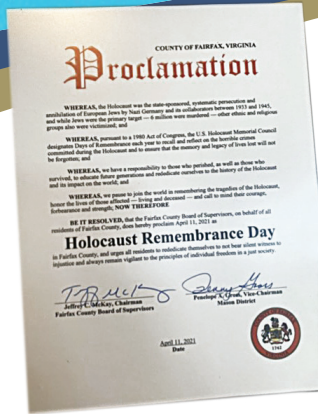 COUNTY OF FAIRFAX, VIRGINIA
Proclamation
WHEREAS, the Holocaust was the state-sponsored, systematic persecution and
annihilation of European Jews by Nazi Germany and its collaborators between 1933 and 1945,
and while Jews were the primary target — 6 million were murdered — other ethnic and religious
groups also were victimized; and
WHEREAS, pursuant to a 1980 Act of Congress, the U.S. Holocaust Memorial Council
designates Days of Remembrance each year to recall and reflect on the horrible crimes
committed during the Holocaust and to ensure that the memory and legacy of lives lost will not
be forgotten; and
WHEREAS, we have a responsibility to those who perished, as well as those who
survived, to educate future generations and rededicate ourselves to the history of the Holocaust
and its impact on the world; and
WHEREAS, we pause to join the world in remembering the tragedies of the Holocaust,
honor the lives of those affected — living and deceased — and call to mind their courage,
forbearance and strength; NOW THEREFORE
BE IT RESOLVED, that the Fairfax County Board of Supervisors, on behalf of all
residents of Fairfax County, does hereby proclaim April 11, 2021 as
Holocaust Remembrance Day
in Fairfax County, and urges all residents to rededicate themselves to not bear silent witness to
injustice and always remain vigilant to the principles of individual freedom in a just society.
Jeffrey C. McKay, Chairman
Fairfax County Board of Supervisors
Penelope A. Gross, Vice-Chairman
Mason District
1742
April 11, 2021
Date